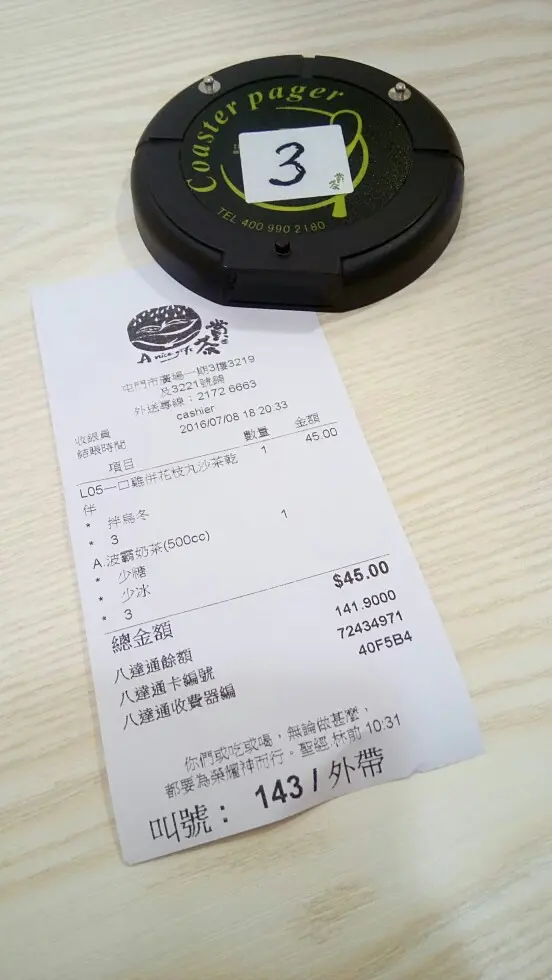 Coaster pager
3
賞茶
TEL 400 990 2180
A nice gift 賞茶
屯門市廣場一期3樓3219
及3221號鋪
外送專線：2172 6663
收銀員 cashier
結賬時間 2016/07/08 18 20:33
項目 數量 金額
L05一口雞併花枝丸沙茶乾 1 45.00
伴
* 拌烏冬
* 3
A.波霸奶茶(500cc) 1
* 少糖
* 少冰
* 3
總金額 $45.00
八達通餘額 141.9000
八達通卡編號 72434971
八達通收費器編 40F5B4
你們或吃或喝，無論做甚麼，
都要為榮耀神而行。聖經.林前 10:31
叫號： 143 / 外帶